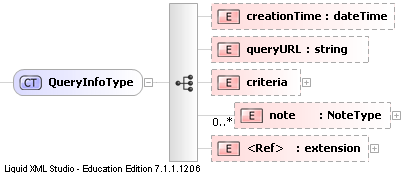 E creationTime : dateTime
E queryURL : string
CT QueryInfoType
E criteria
0..* E note : NoteType
E <Ref> : extension
Liquid XML Studio - Education Edition 7.1.1.1206